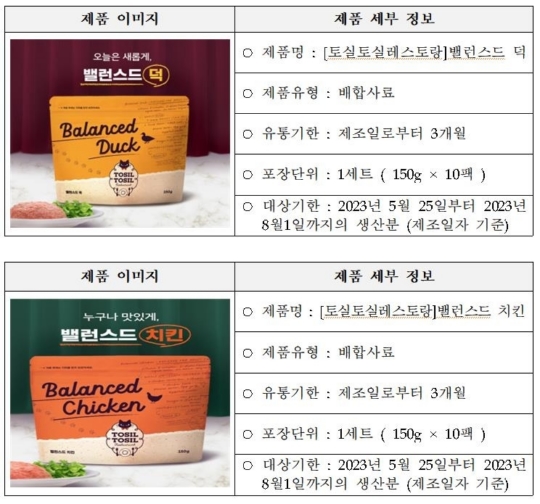 제품 이미지
제품 세부 정보
오늘은 새롭게,
밸런스드 덕
Balanced
Duck
TOSIL
TOSIL
밸런스드 덕
○ 제품명 : [토실토실레스토랑]밸런스드 덕
○ 제품유형 : 배합사료
○ 유통기한 : 제조일로부터 3개월
○ 포장단위 : 1세트 ( 150g × 10팩 )
○ 대상기한 : 2023년 5월 25일부터 2023년
8월1일까지의 생산분 (제조일자 기준)
제품 이미지
제품 세부 정보
누구나 맛있게,
밸런스드 치킨
Balanced
Chicken
TOSIL
TOSIL
밸런스드 치킨
○ 제품명 : [토실토실레스토랑]밸런스드 치킨
○ 제품유형 : 배합사료
○ 유통기한 : 제조일로부터 3개월
○ 포장단위 : 1세트 ( 150g × 10팩 )
○ 대상기한 : 2023년 5월 25일부터 2023년
8월1일까지의 생산분 (제조일자 기준)